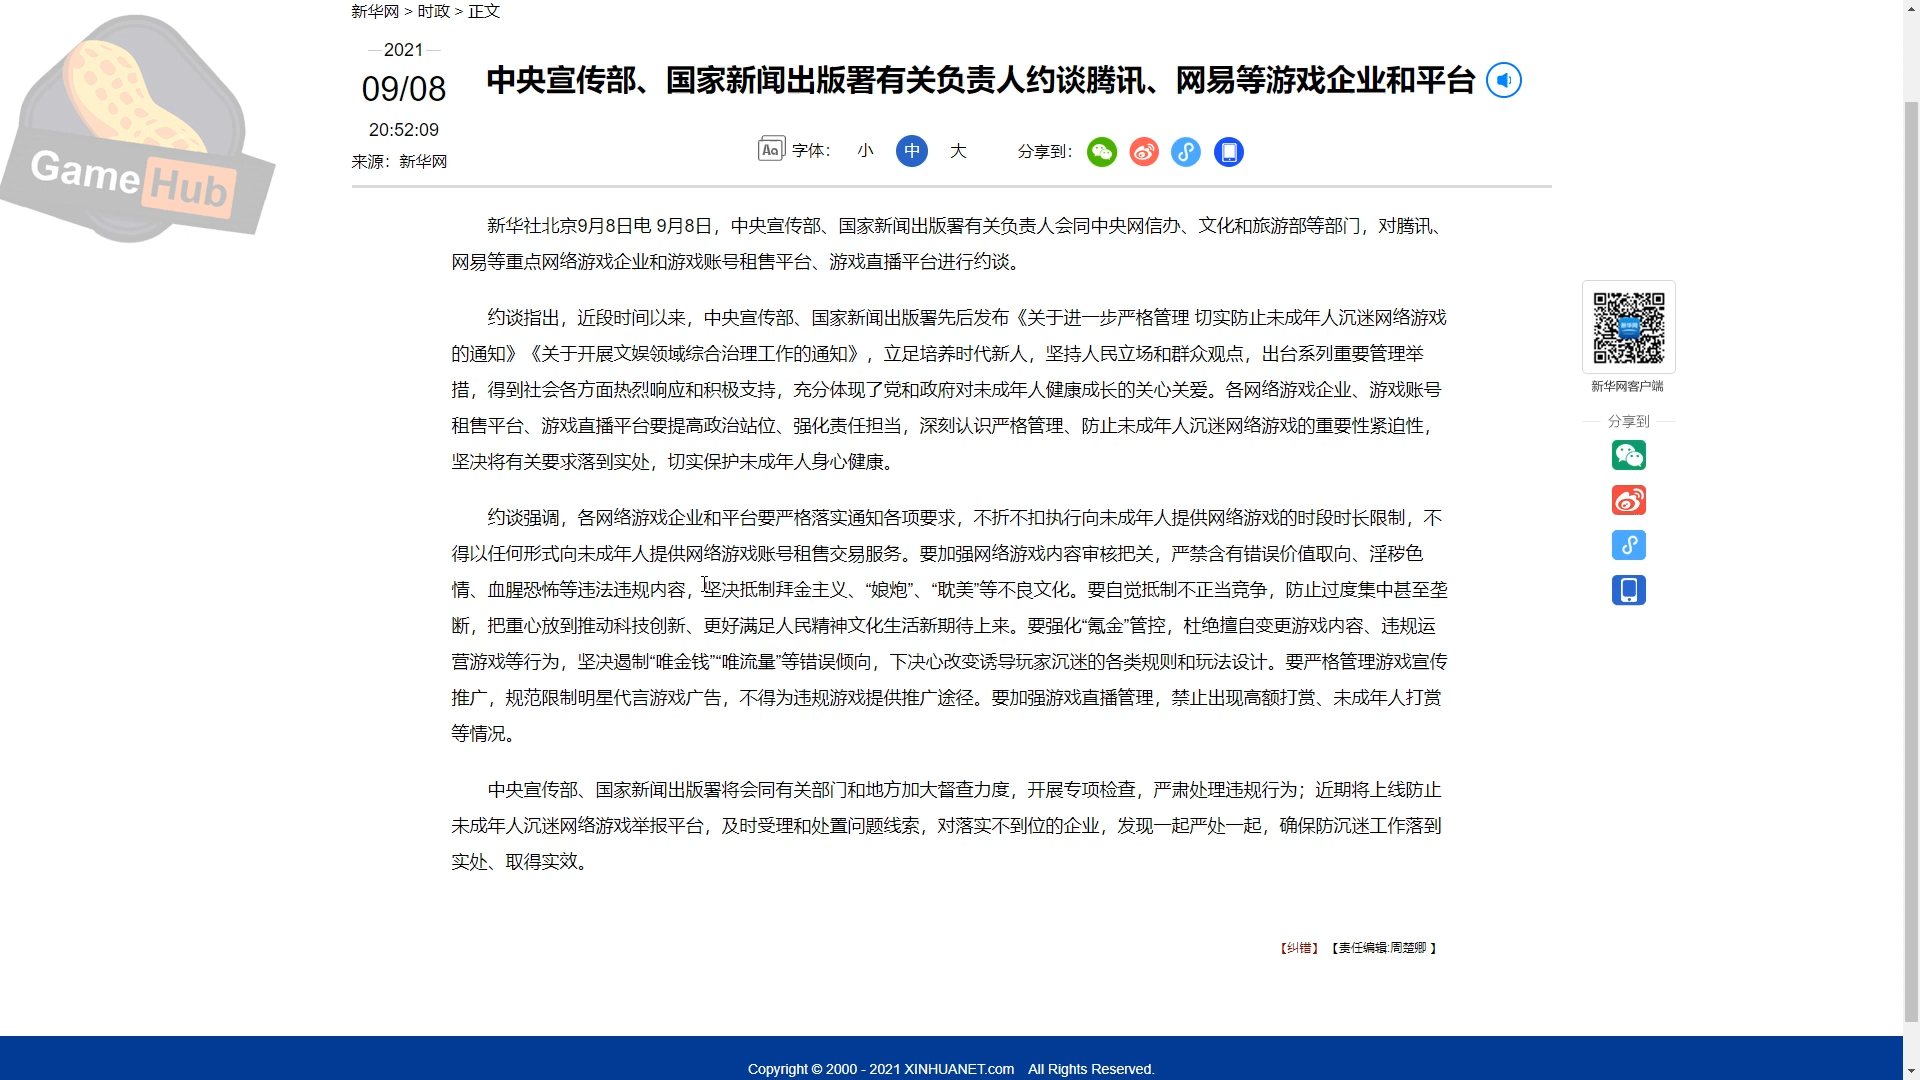 新华网 > 时政 > 正文
2021
09/08
20:52:09
来源：新华网
中央宣传部、国家新闻出版署有关负责人约谈腾讯、网易等游戏企业和平台
Aa 字体： 小 中 大 分享到：
Game Hub
新华社北京9月8日电 9月8日，中央宣传部、国家新闻出版署有关负责人会同中央网信办、文化和旅游部等部门，对腾讯、
网易等重点网络游戏企业和游戏账号租售平台、游戏直播平台进行约谈。
约谈指出，近段时间以来，中央宣传部、国家新闻出版署先后发布《关于进一步严格管理 切实防止未成年人沉迷网络游戏
的通知》《关于开展文娱领域综合治理工作的通知》，立足培养时代新人，坚持人民立场和群众观点，出台系列重要管理举
措，得到社会各方面热烈响应和积极支持，充分体现了党和政府对未成年人健康成长的关心关爱。各网络游戏企业、游戏账号
租售平台、游戏直播平台要提高政治站位、强化责任担当，深刻认识严格管理、防止未成年人沉迷网络游戏的重要性紧迫性，
坚决将有关要求落到实处，切实保护未成年人身心健康。
约谈强调，各网络游戏企业和平台要严格落实通知各项要求，不折不扣执行向未成年人提供网络游戏的时段时长限制，不
得以任何形式向未成年人提供网络游戏账号租售交易服务。要加强网络游戏内容审核把关，严禁含有错误价值取向、淫秽色
情、血腥恐怖等违法违规内容，坚决抵制拜金主义、“娘炮”、“耽美”等不良文化。要自觉抵制不正当竞争，防止过度集中甚至垄
断，把重心放到推动科技创新、更好满足人民精神文化生活新期待上来。要强化“氪金”管控，杜绝擅自变更游戏内容、违规运
营游戏等行为，坚决遏制“唯金钱”“唯流量”等错误倾向，下决心改变诱导玩家沉迷的各类规则和玩法设计。要严格管理游戏宣传
推广，规范限制明星代言游戏广告，不得为违规游戏提供推广途径。要加强游戏直播管理，禁止出现高额打赏、未成年人打赏
等情况。
中央宣传部、国家新闻出版署将会同有关部门和地方加大督查力度，开展专项检查，严肃处理违规行为；近期将上线防止
未成年人沉迷网络游戏举报平台，及时受理和处置问题线索，对落实不到位的企业，发现一起严处一起，确保防沉迷工作落到
实处、取得实效。
新华网客户端
分享到
【纠错】 【责任编辑:周楚卿 】
Copyright © 2000 - 2021 XINHUANET.com All Rights Reserved.